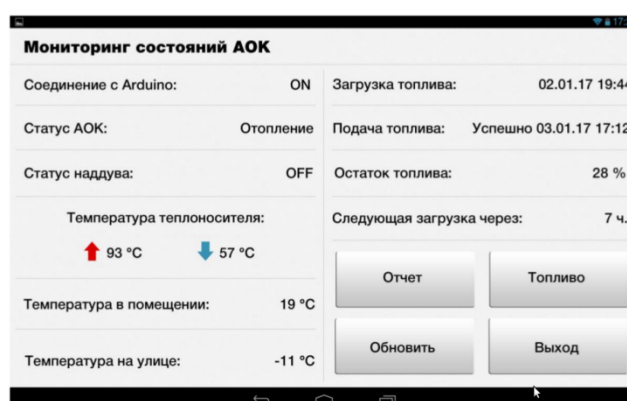 17:
Мониторинг состояний АОК
Соединение с Arduino: ON
Статус АОК: Отопление
Статус наддува: OFF
Температура теплоносителя:
93 °C 57 °C
Температура в помещении: 19 °C
Температура на улице: -11 °C
Загрузка топлива: 02.01.17 19:44
Подача топлива: Успешно 03.01.17 17:12
Остаток топлива: 28 %
Следующая загрузка через: 7 ч.
Отчет Топливо
Обновить Выход